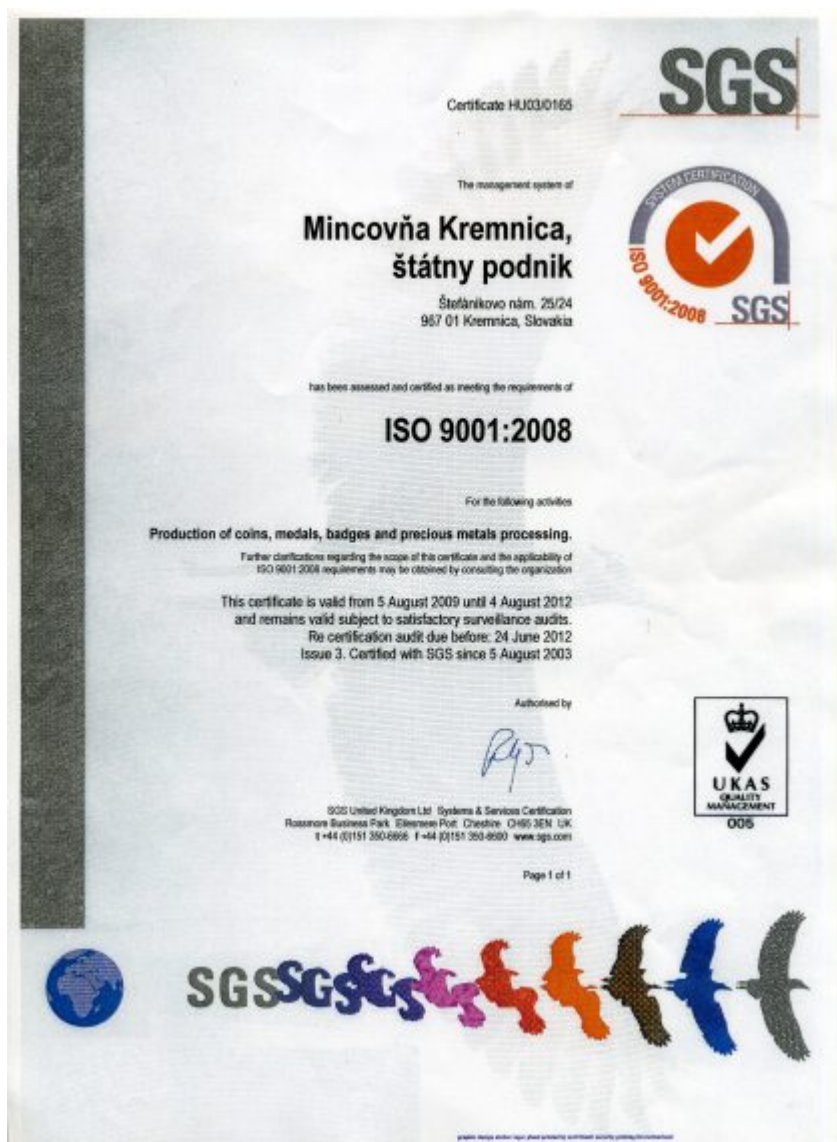 SGS
Certificate HU03/0165
The management system of
Mincovňa Kremnica,
štátny podnik
Štefánikovo nám. 25/24
967 01 Kremnica, Slovakia
SYSTEM CERTIFICATION
ISO 9001:2008
SGS
has been assessed and certified as meeting the requirements of
ISO 9001:2008
For the following activities
Production of coins, medals, badges and precious metals processing.
Further clarifications regarding the scope of this certificate and the applicability of
ISO 9001:2008 requirements may be obtained by consulting the organization
This certificate is valid from 5 August 2009 until 4 August 2012
and remains valid subject to satisfactory surveillance audits.
Re certification audit due before: 24 June 2012
Issue 3. Certified with SGS since 5 August 2003
Authorised by
SGS United Kingdom Ltd Systems & Services Certification
Rossmore Business Park Ellesmere Port Cheshire CH65 3EN UK
t +44 (0)151 350-6666 f +44 (0)151 350-6600 www.sgs.com
Page 1 of 1
UKAS
QUALITY
MANAGEMENT
005
SGSSGSSGS